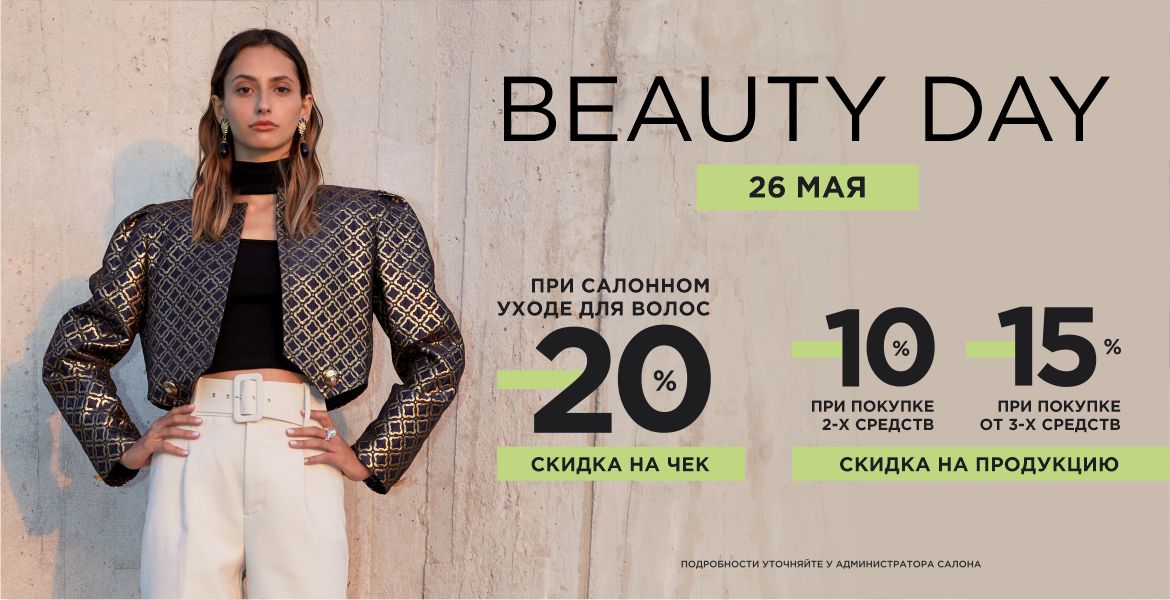 BEAUTY DAY
26 МАЯ
ПРИ САЛОННОМ
УХОДЕ ДЛЯ ВОЛОС
-20%
СКИДКА НА ЧЕК
-10%
ПРИ ПОКУПКЕ
2-Х СРЕДСТВ
-15%
ПРИ ПОКУПКЕ
ОТ 3-Х СРЕДСТВ
СКИДКА НА ПРОДУКЦИЮ
ПОДРОБНОСТИ УТОЧНЯЙТЕ У АДМИНИСТРАТОРА САЛОНА